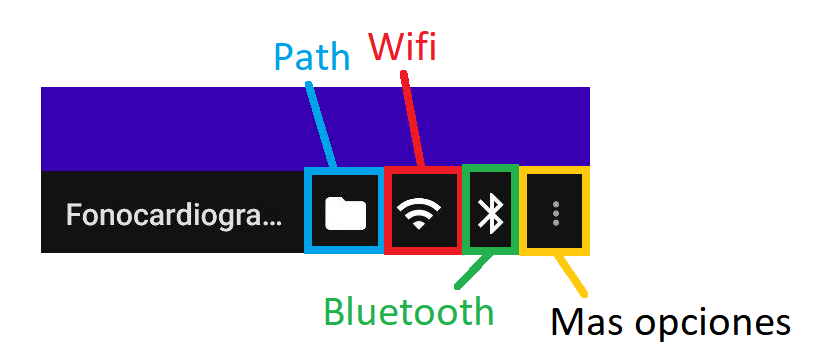 Path Wifi
Fonocardiogra...
Bluetooth
Mas opciones